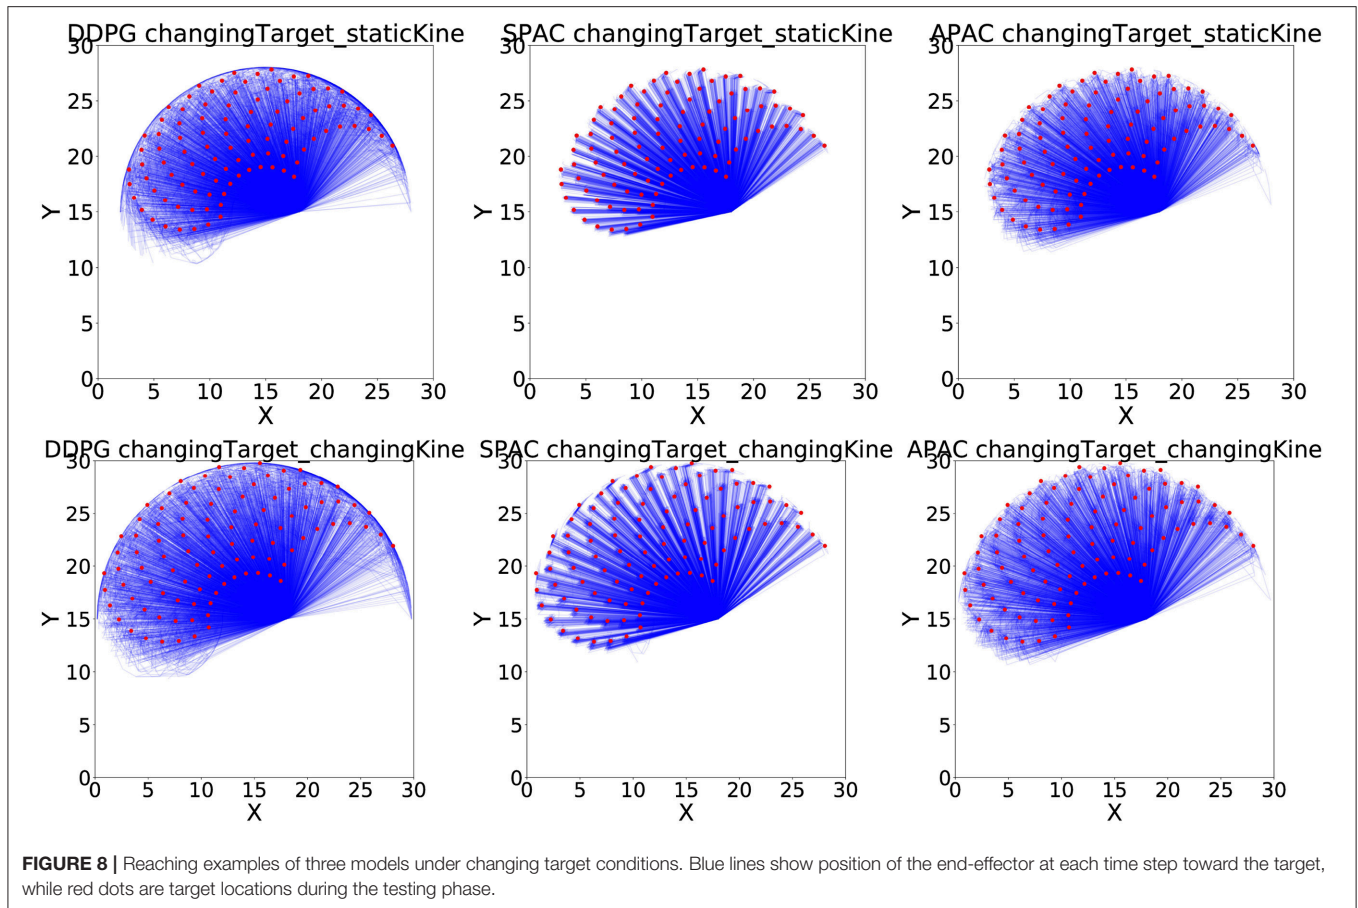 DDPG changingTarget_staticKine
SPAC changingTarget_staticKine
APAC changingTarget_staticKine
30
25
20
15
10
5
0
Y
0 5 10 15 20 25 30
X
30
25
20
15
10
5
0
Y
0 5 10 15 20 25 30
X
30
25
20
15
10
5
0
Y
0 5 10 15 20 25 30
X
DDPG changingTarget_changingKine
SPAC changingTarget_changingKine
APAC changingTarget_changingKine
30
25
20
15
10
5
0
Y
0 5 10 15 20 25 30
X
30
25
20
15
10
5
0
Y
0 5 10 15 20 25 30
X
30
25
20
15
10
5
0
Y
0 5 10 15 20 25 30
X
FIGURE 8 | Reaching examples of three models under changing target conditions. Blue lines show position of the end-effector at each time step toward the target,
while red dots are target locations during the testing phase.